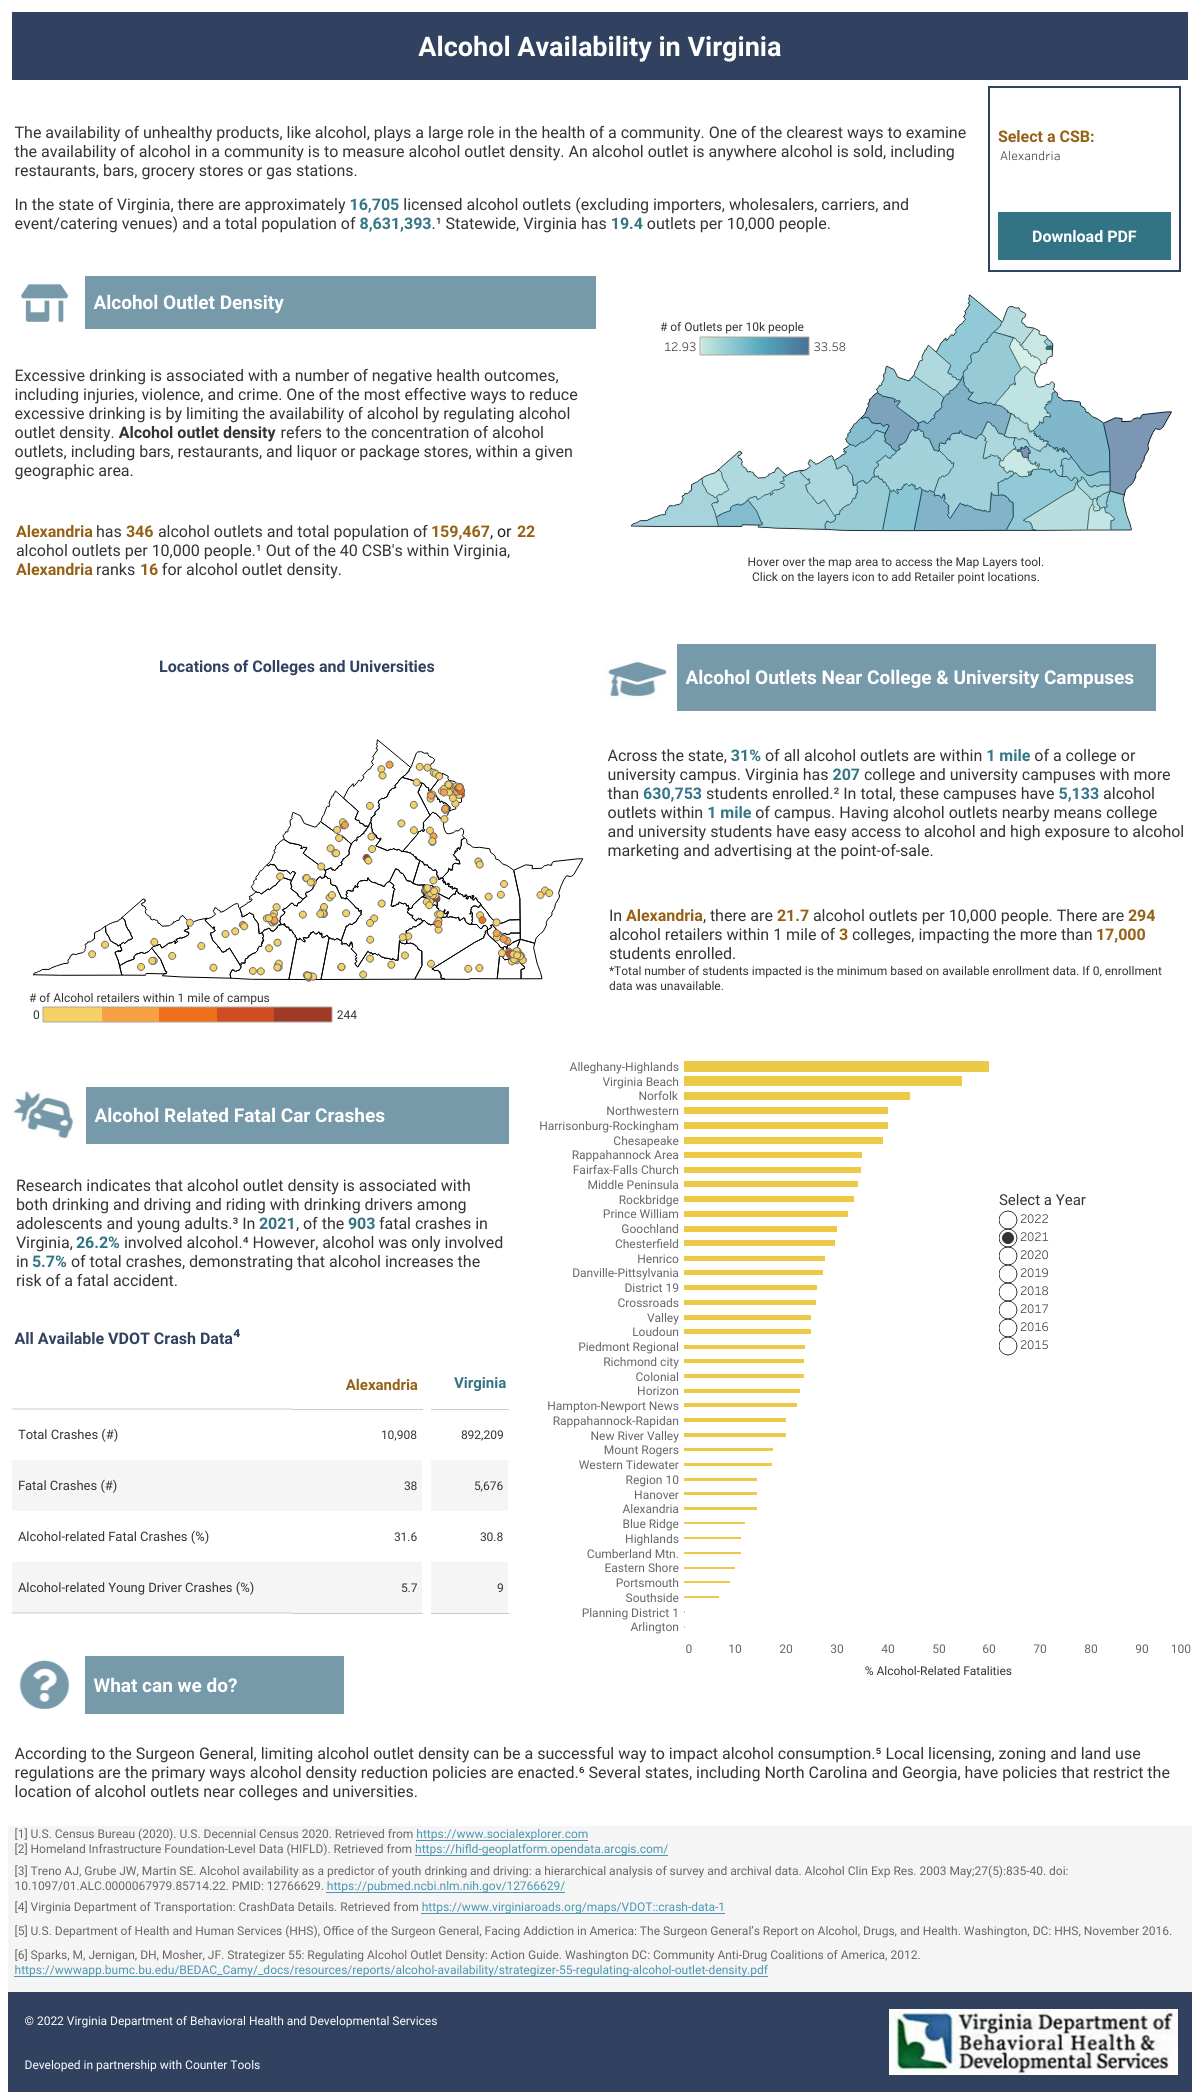 Alcohol Availability in Virginia
The availability of unhealthy products, like alcohol, plays a large role in the health of a community. One of the clearest ways to examine
the availability of alcohol in a community is to measure alcohol outlet density. An alcohol outlet is anywhere alcohol is sold, including
restaurants, bars, grocery stores or gas stations.
In the state of Virginia, there are approximately 16,705 licensed alcohol outlets (excluding importers, wholesalers, carriers, and
event/catering venues) and a total population of 8,631,393.¹ Statewide, Virginia has 19.4 outlets per 10,000 people.
Select a CSB:
Alexandria
Download PDF
Alcohol Outlet Density
Excessive drinking is associated with a number of negative health outcomes,
including injuries, violence, and crime. One of the most effective ways to reduce
excessive drinking is by limiting the availability of alcohol by regulating alcohol
outlet density. Alcohol outlet density refers to the concentration of alcohol
outlets, including bars, restaurants, and liquor or package stores, within a given
geographic area.
Alexandria has 346 alcohol outlets and total population of 159,467, or 22
alcohol outlets per 10,000 people.¹ Out of the 40 CSB's within Virginia,
Alexandria ranks 16 for alcohol outlet density.
# of Outlets per 10k people
12.93 33.58
Hover over the map area to access the Map Layers tool.
Click on the layers icon to add Retailer point locations.
Locations of Colleges and Universities
# of Alcohol retailers within 1 mile of campus
0 244
Alcohol Outlets Near College & University Campuses
Across the state, 31% of all alcohol outlets are within 1 mile of a college or
university campus. Virginia has 207 college and university campuses with more
than 630,753 students enrolled.² In total, these campuses have 5,133 alcohol
outlets within 1 mile of campus. Having alcohol outlets nearby means college
and university students have easy access to alcohol and high exposure to alcohol
marketing and advertising at the point-of-sale.
In Alexandria, there are 21.7 alcohol outlets per 10,000 people. There are 294
alcohol retailers within 1 mile of 3 colleges, impacting the more than 17,000
students enrolled.
*Total number of students impacted is the minimum based on available enrollment data. If 0, enrollment
data was unavailable.
Alcohol Related Fatal Car Crashes
Research indicates that alcohol outlet density is associated with
both drinking and driving and riding with drinking drivers among
adolescents and young adults.³ In 2021, of the 903 fatal crashes in
Virginia, 26.2% involved alcohol.⁴ However, alcohol was only involved
in 5.7% of total crashes, demonstrating that alcohol increases the
risk of a fatal accident.
All Available VDOT Crash Data⁴
Alexandria Virginia
Total Crashes (#) 10,908 892,209
Fatal Crashes (#) 38 5,676
Alcohol-related Fatal Crashes (%) 31.6 30.8
Alcohol-related Young Driver Crashes (%) 5.7 9
Alleghany-Highlands
Virginia Beach
Norfolk
Northwestern
Harrisonburg-Rockingham
Chesapeake
Rappahannock Area
Fairfax-Falls Church
Middle Peninsula
Rockbridge
Prince William
Goochland
Chesterfield
Henrico
Danville-Pittsylvania
District 19
Crossroads
Valley
Loudoun
Piedmont Regional
Richmond city
Colonial
Horizon
Hampton-Newport News
Rappahannock-Rapidan
New River Valley
Mount Rogers
Western Tidewater
Region 10
Hanover
Alexandria
Blue Ridge
Highlands
Cumberland Mtn.
Eastern Shore
Portsmouth
Southside
Planning District 1
Arlington
0 10 20 30 40 50 60 70 80 90 100
% Alcohol-Related Fatalities
Select a Year
2022
2021
2020
2019
2018
2017
2016
2015
What can we do?
According to the Surgeon General, limiting alcohol outlet density can be a successful way to impact alcohol consumption.⁵ Local licensing, zoning and land use
regulations are the primary ways alcohol density reduction policies are enacted.⁶ Several states, including North Carolina and Georgia, have policies that restrict the
location of alcohol outlets near colleges and universities.
[1] U.S. Census Bureau (2020). U.S. Decennial Census 2020. Retrieved from https://www.socialexplorer.com
[2] Homeland Infrastructure Foundation-Level Data (HIFLD). Retrieved from https://hifld-geoplatform.opendata.arcgis.com/
[3] Treno AJ, Grube JW, Martin SE. Alcohol availability as a predictor of youth drinking and driving: a hierarchical analysis of survey and archival data. Alcohol Clin Exp Res. 2003 May;27(5):835-40. doi:
10.1097/01.ALC.0000067979.85714.22. PMID: 12766629. https://pubmed.ncbi.nlm.nih.gov/12766629/
[4] Virginia Department of Transportation: CrashData Details. Retrieved from https://www.virginiaroads.org/maps/VDOT::crash-data-1
[5] U.S. Department of Health and Human Services (HHS), Office of the Surgeon General, Facing Addiction in America: The Surgeon General's Report on Alcohol, Drugs, and Health. Washington, DC: HHS, November 2016.
[6] Sparks, M, Jernigan, DH, Mosher, JF. Strategizer 55: Regulating Alcohol Outlet Density: Action Guide. Washington DC: Community Anti-Drug Coalitions of America, 2012.
https://wwwapp.bumc.bu.edu/BEDAC_Camy/_docs/resources/reports/alcohol-availability/strategizer-55-regulating-alcohol-outlet-density.pdf
© 2022 Virginia Department of Behavioral Health and Developmental Services
Developed in partnership with Counter Tools
Virginia Department of
Behavioral Health &
Developmental Services